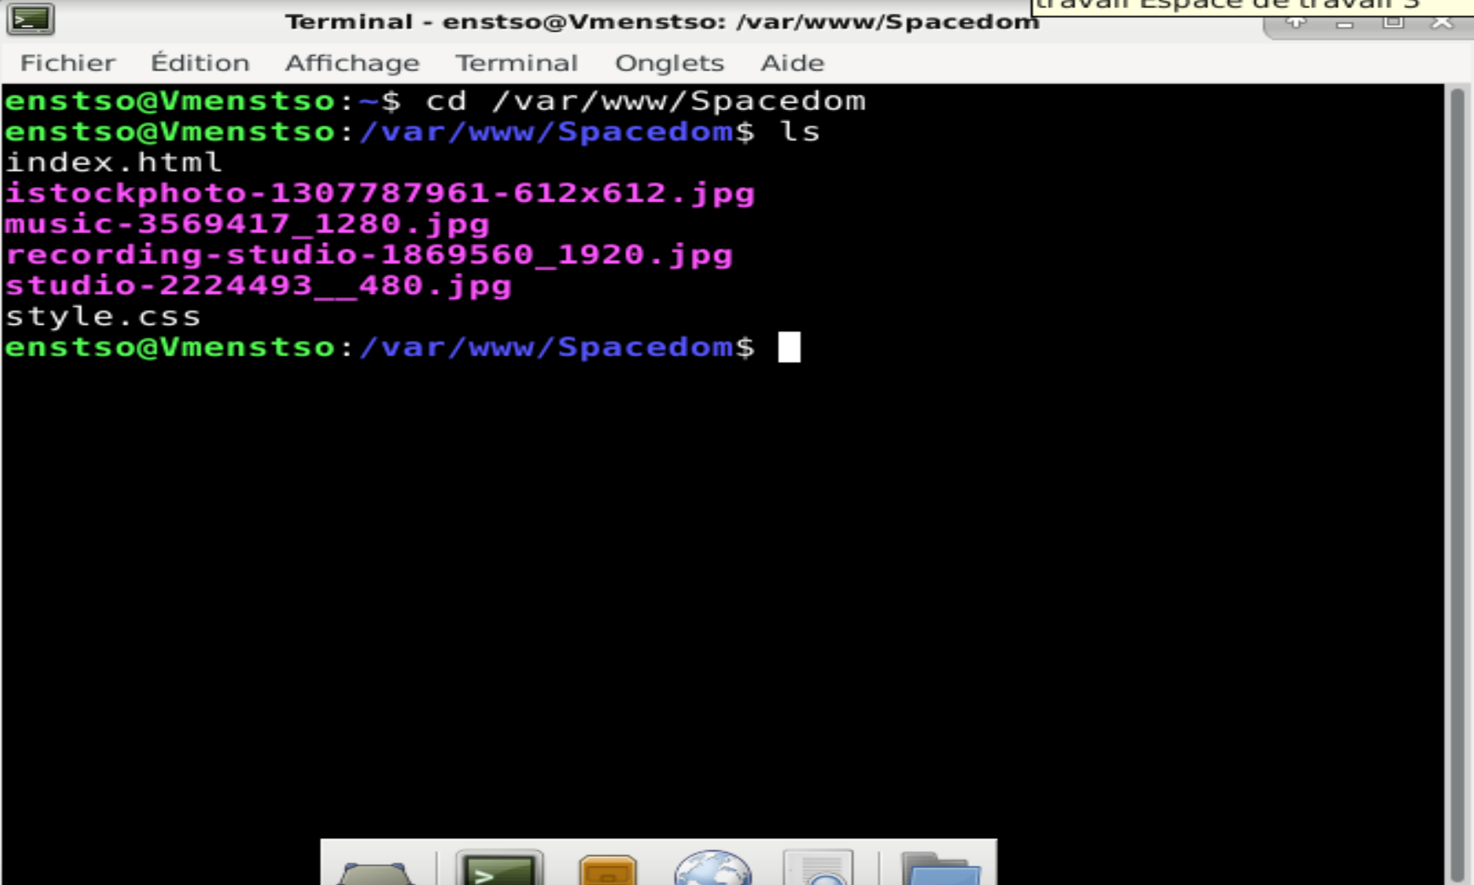 travail Espace de travail 3
Terminal - enstso@Vmenstso: /var/www/Spacedom
Fichier Édition Affichage Terminal Onglets Aide
enstso@Vmenstso:~$ cd /var/www/Spacedom
enstso@Vmenstso:/var/www/Spacedom$ ls
index.html
istockphoto-1307787961-612x612.jpg
music-3569417_1280.jpg
recording-studio-1869560_1920.jpg
studio-2224493__480.jpg
style.css
enstso@Vmenstso:/var/www/Spacedom$